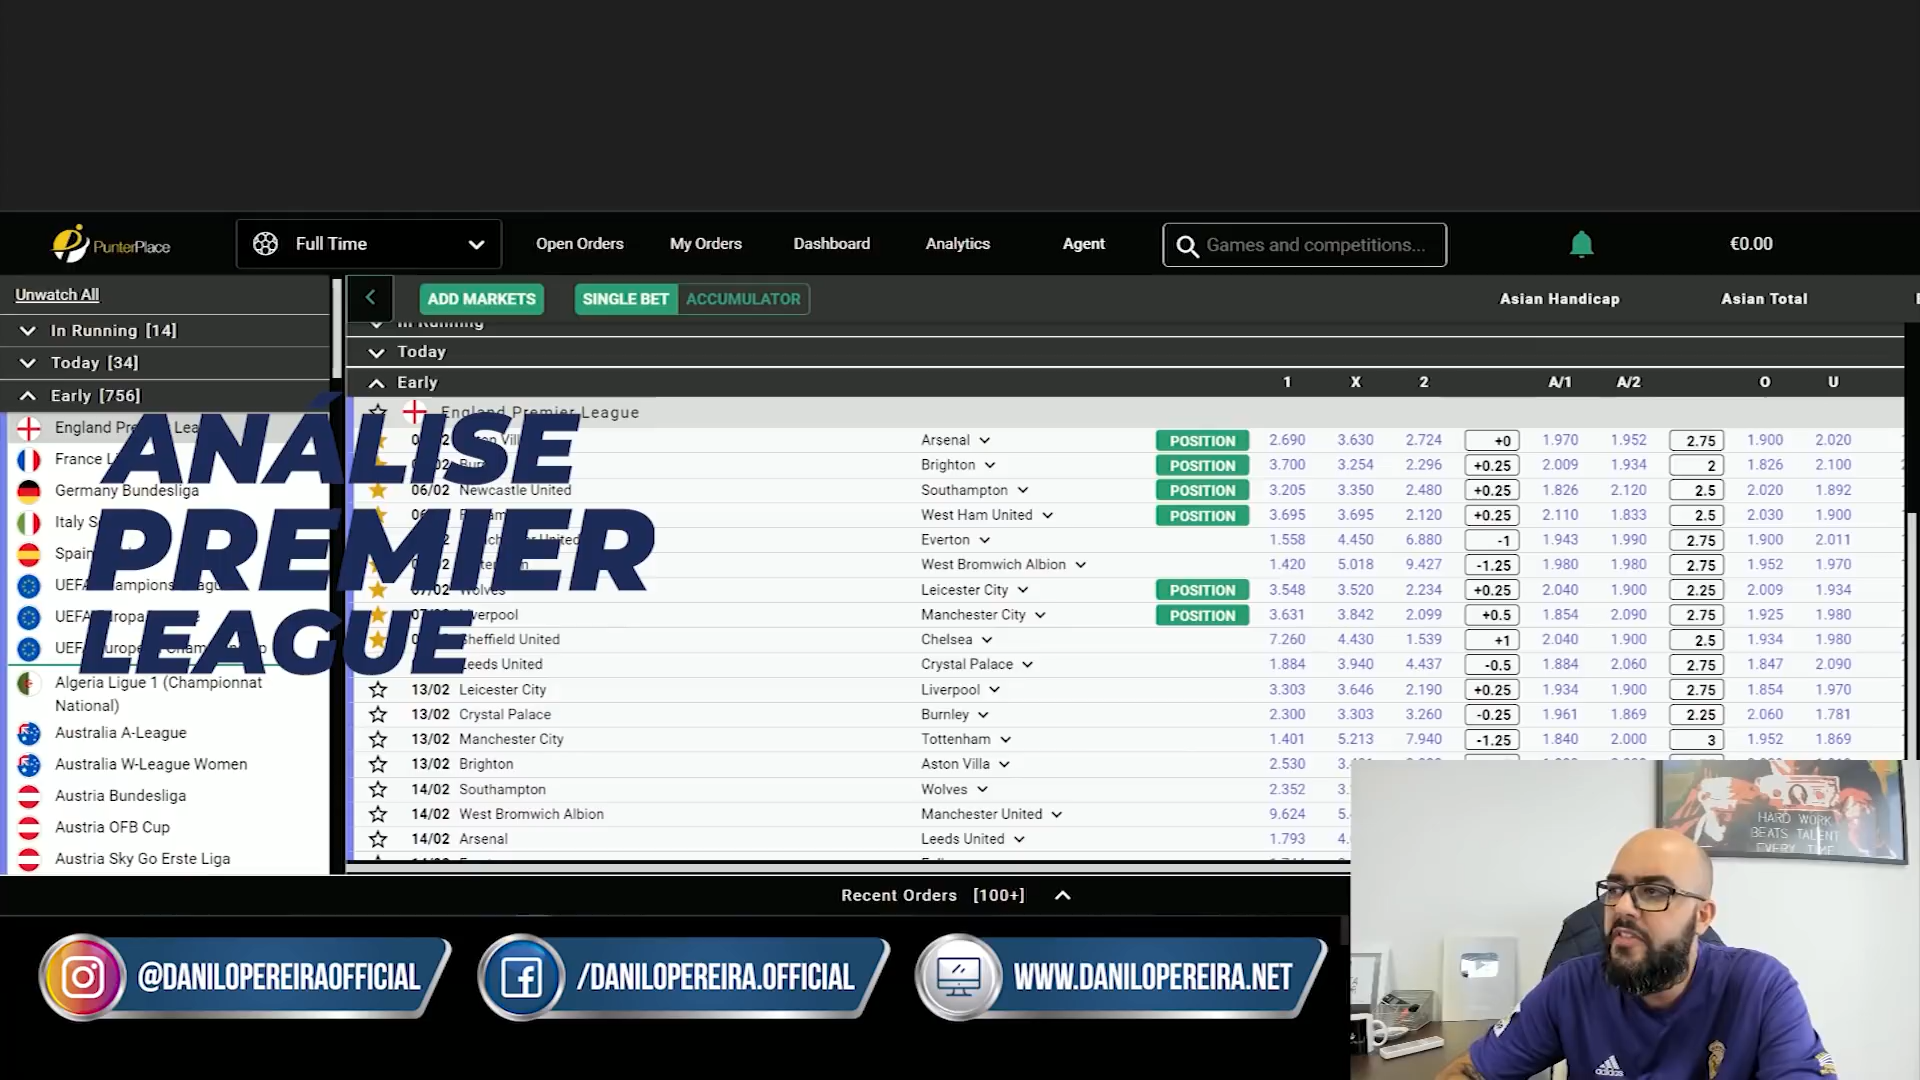 PunterPlace
Full Time
Open Orders
My Orders
Dashboard
Analytics
Agent
Games and competitions...
€0.00
Unwatch All
ADD MARKETS
SINGLE BET
ACCUMULATOR
Asian Handicap
Asian Total
In Running [14]
In Running
Today [34]
Today
Early [756]
Early 1 X 2 A/1 A/2 O U
England Premier League
ANÁLISE
PREMIER
LEAGUE
Arsenal POSITION 2.690 3.630 2.724 +0 1.970 1.952 2.75 1.900 2.020
Brighton POSITION 3.700 3.254 2.296 +0.25 2.009 1.934 2 1.826 2.100
06/02 Newcastle United Southampton POSITION 3.205 3.350 2.480 +0.25 1.826 2.120 2.5 2.020 1.892
West Ham United POSITION 3.695 3.695 2.120 +0.25 2.110 1.833 2.5 2.030 1.900
Everton 1.558 4.450 6.880 -1 1.943 1.990 2.75 1.900 2.011
West Bromwich Albion 1.420 5.018 9.427 -1.25 1.980 1.980 2.75 1.952 1.970
07/02 Wolves Leicester City POSITION 3.548 3.520 2.234 +0.25 2.040 1.900 2.25 2.009 1.934
Liverpool Manchester City POSITION 3.631 3.842 2.099 +0.5 1.854 2.090 2.75 1.925 1.980
Sheffield United Chelsea 7.260 4.430 1.539 +1 2.040 1.900 2.5 1.934 1.980
Leeds United Crystal Palace 1.884 3.940 4.437 -0.5 1.884 2.060 2.75 1.847 2.090
13/02 Leicester City Liverpool 3.303 3.646 2.190 +0.25 1.934 1.900 2.75 1.854 1.970
13/02 Crystal Palace Burnley 2.300 3.303 3.260 -0.25 1.961 1.869 2.25 2.060 1.781
13/02 Manchester City Tottenham 1.401 5.213 7.940 -1.25 1.840 2.000 3 1.952 1.869
13/02 Brighton Aston Villa 2.530
14/02 Southampton Wolves 2.352
14/02 West Bromwich Albion Manchester United 9.624
14/02 Arsenal Leeds United 1.793
Germany Bundesliga
Algeria Ligue 1 (Championnat
National)
Australia A-League
Australia W-League Women
Austria Bundesliga
Austria OFB Cup
Austria Sky Go Erste Liga
Recent Orders [100+]
HARD WORK
BEATS TALENT
EVERY TIME
@DANILOPEREIRAOFFICIAL
/DANILOPEREIRA.OFFICIAL
WWW.DANILOPEREIRA.NET
adidas